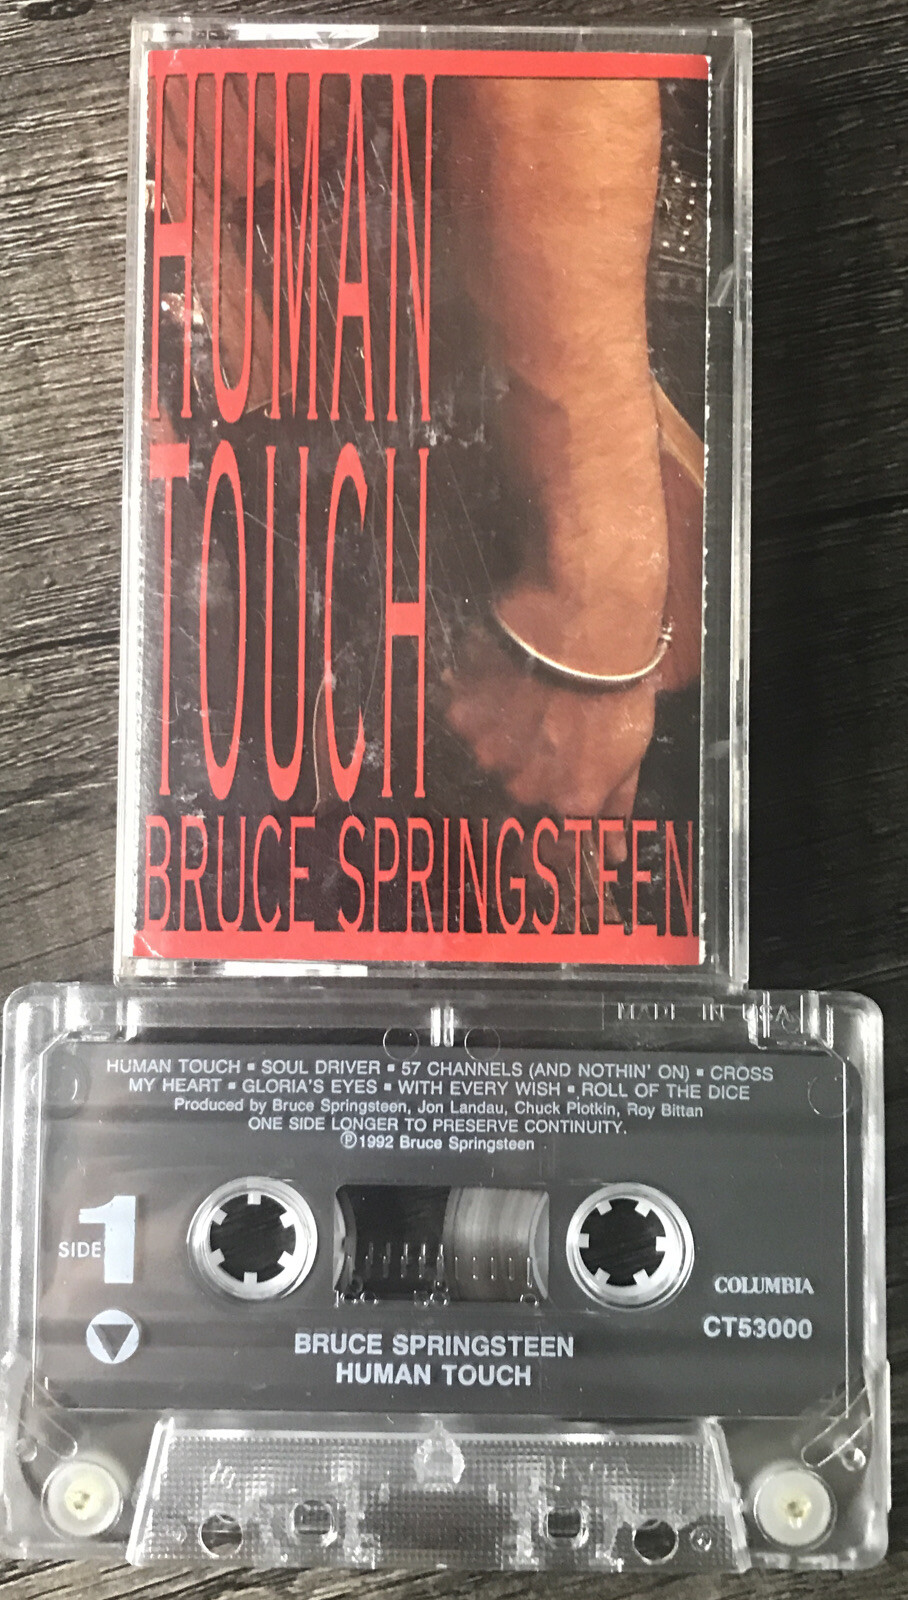 HUMAN
TOUCH
BRUCE SPRINGSTEEN
MADE IN USA
HUMAN TOUCH ▪ SOUL DRIVER ▪ 57 CHANNELS (AND NOTHIN' ON) ▪ CROSS
MY HEART ▪ GLORIA'S EYES ▪ WITH EVERY WISH ▪ ROLL OF THE DICE
Produced by Bruce Springsteen, Jon Landau, Chuck Plotkin, Roy Bittan
ONE SIDE LONGER TO PRESERVE CONTINUITY.
℗1992 Bruce Springsteen
SIDE 1
COLUMBIA
CT53000
BRUCE SPRINGSTEEN
HUMAN TOUCH